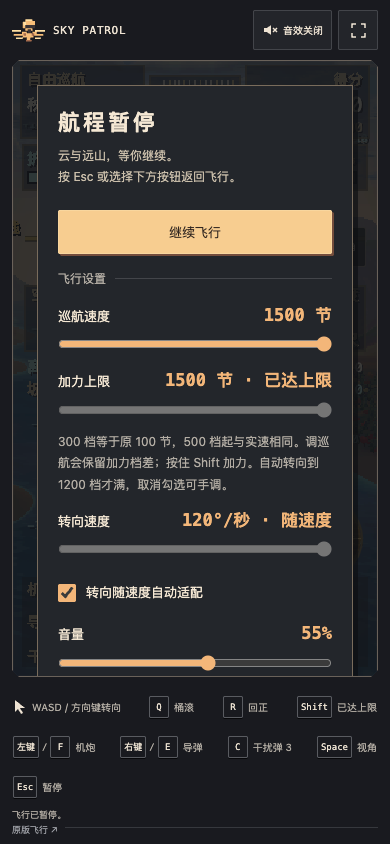 SKY PATROL
音效关闭
自由巡航
得分
航程暂停
云与远山，等你继续。
按 Esc 或选择下方按钮返回飞行。
继续飞行
飞行设置
巡航速度 1500 节
加力上限 1500 节 · 已达上限
300 档等于原 100 节，500 档起与实速相同。调巡
航会保留加力档差；按住 Shift 加力。自动转向到
1200 档才满，取消勾选可手调。
转向速度 120°/秒 · 随速度
转向随速度自动适配
音量 55%
WASD / 方向键转向 Q 桶滚 R 回正 Shift 已达上限
左键 / F 机炮 右键 / E 导弹 C 干扰弹 3 Space 视角
Esc 暂停
飞行已暂停。
原版飞行 ↗